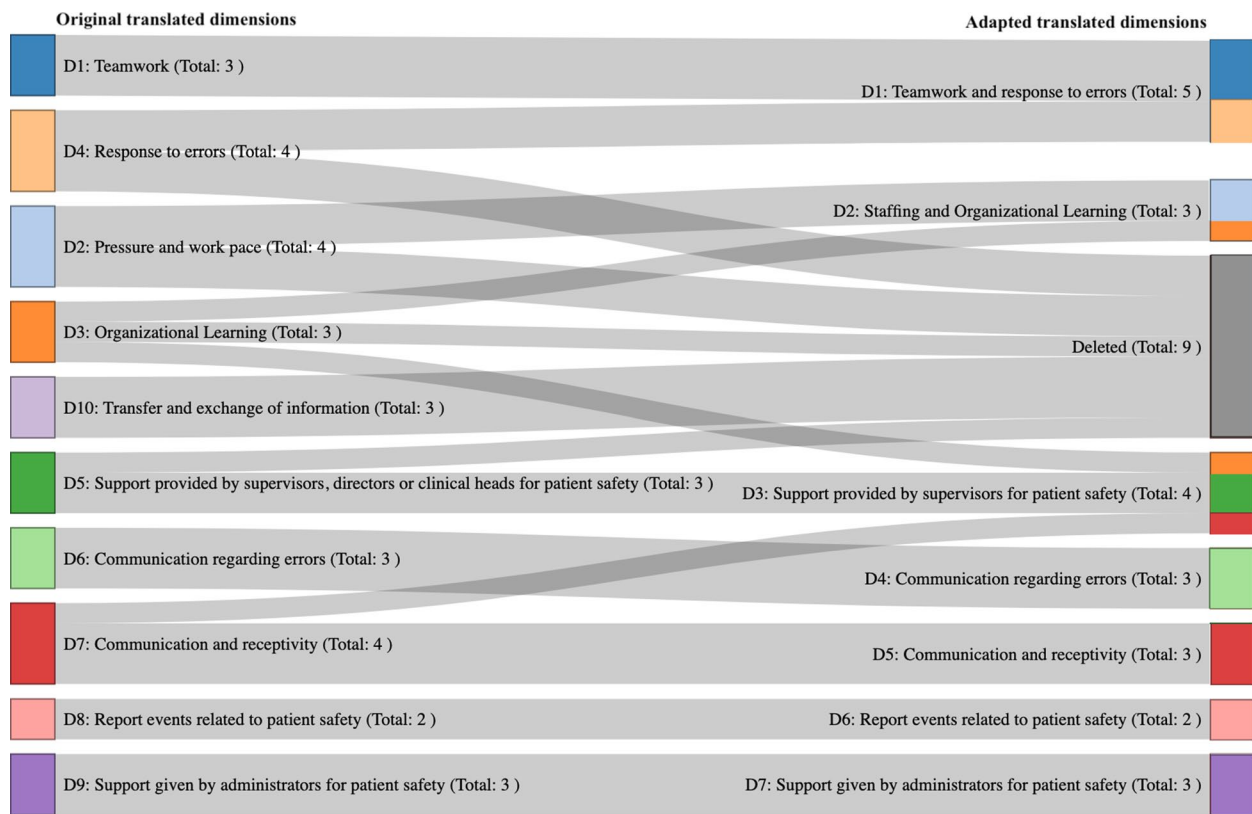 Original translated dimensions
Adapted translated dimensions
D1: Teamwork (Total: 3 )
D4: Response to errors (Total: 4 )
D2: Pressure and work pace (Total: 4 )
D3: Organizational Learning (Total: 3 )
D10: Transfer and exchange of information (Total: 3 )
D5: Support provided by supervisors, directors or clinical heads for patient safety (Total: 3 )
D6: Communication regarding errors (Total: 3 )
D7: Communication and receptivity (Total: 4 )
D8: Report events related to patient safety (Total: 2 )
D9: Support given by administrators for patient safety (Total: 3 )
D1: Teamwork and response to errors (Total: 5 )
D2: Staffing and Organizational Learning (Total: 3 )
Deleted (Total: 9 )
D3: Support provided by supervisors for patient safety (Total: 4 )
D4: Communication regarding errors (Total: 3 )
D5: Communication and receptivity (Total: 3 )
D6: Report events related to patient safety (Total: 2 )
D7: Support given by administrators for patient safety (Total: 3 )